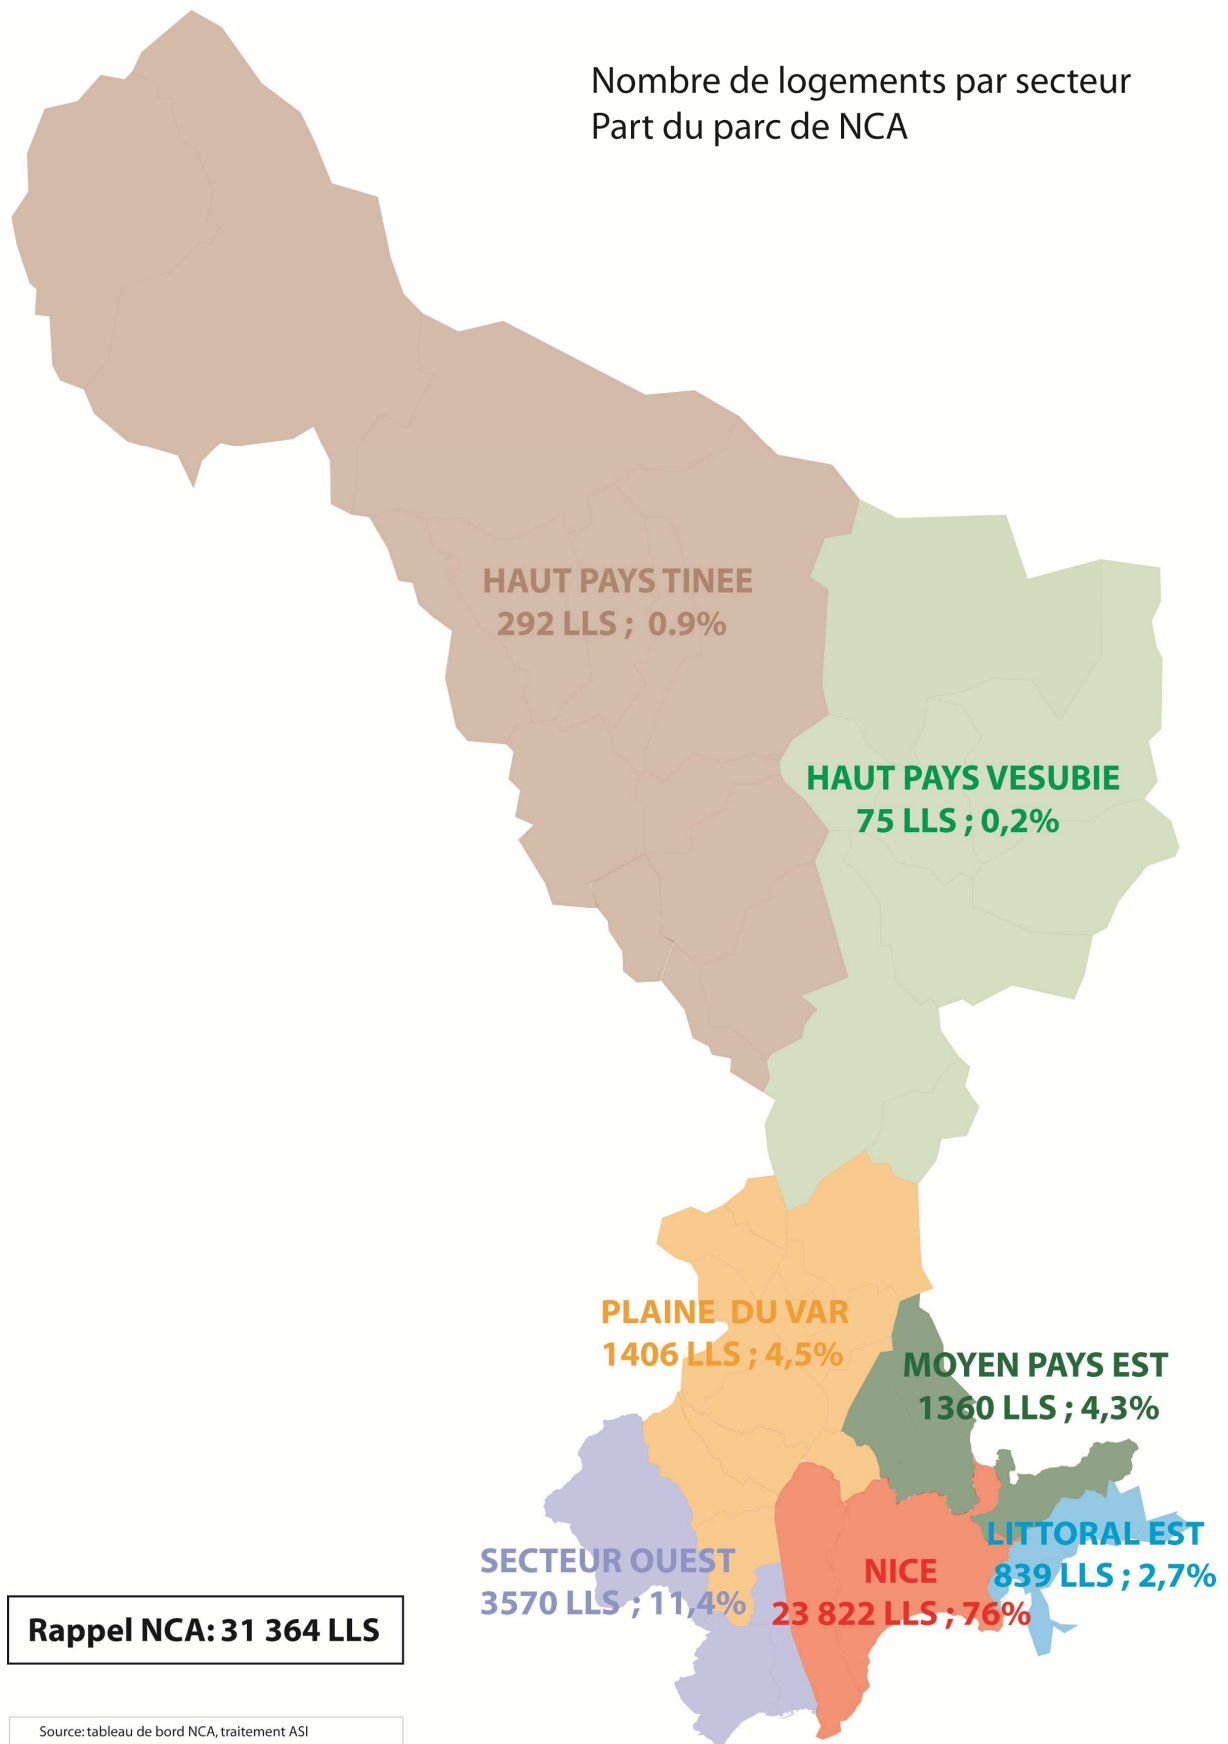 Nombre de logements par secteur
Part du parc de NCA
HAUT PAYS TINEE
292 LLS ; 0.9%
HAUT PAYS VESUBIE
75 LLS ; 0,2%
PLAINE DU VAR
1406 LLS ; 4,5%
MOYEN PAYS EST
1360 LLS ; 4,3%
LITTORAL EST
839 LLS ; 2,7%
SECTEUR OUEST
3570 LLS ; 11,4%
NICE
23 822 LLS ; 76%
Rappel NCA: 31 364 LLS
Source: tableau de bord NCA, traitement ASI